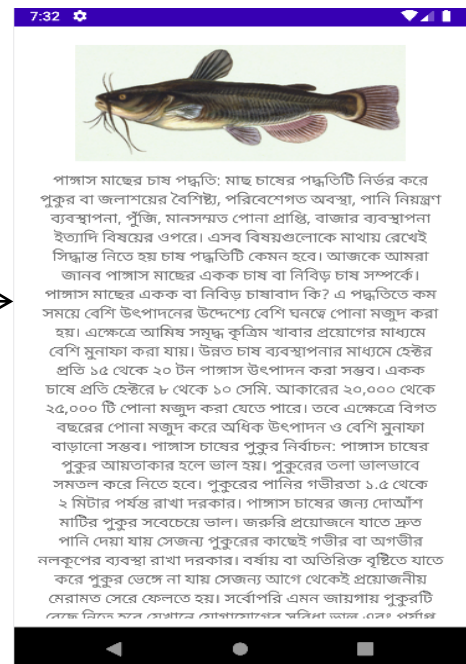 7:32
পাঙ্গাস মাছের চাষ পদ্ধতি: মাছ চাষের পদ্ধতিটি নির্ভর করে
পুকুর বা জলাশয়ের বৈশিষ্ট্য, পরিবেশেগত অবস্থা, পানি নিয়ন্ত্রণ
ব্যবস্থাপনা, পুঁজি, মানসম্মত পোনা প্রাপ্তি, বাজার ব্যবস্থাপনা
ইত্যাদি বিষয়ের ওপরে। এসব বিষয়গুলোকে মাথায় রেখেই
সিদ্ধান্ত নিতে হয় চাষ পদ্ধতিটি কেমন হবে। আজকে আমরা
জানব পাঙ্গাস মাছের একক চাষ বা নিবিড় চাষ সম্পর্কে।
পাঙ্গাস মাছের একক বা নিবিড় চাষাবাদ কি? এ পদ্ধতিতে কম
সময়ে বেশি উৎপাদনের উদ্দেশ্যে বেশি ঘনত্বে পোনা মজুদ করা
হয়। এক্ষেত্রে আমিষ সমৃদ্ধ কৃত্রিম খাবার প্রয়োগের মাধ্যমে
বেশি মুনাফা করা যায়। উন্নত চাষ ব্যবস্থাপনার মাধ্যমে হেক্টর
প্রতি ১৫ থেকে ২০ টন পাঙ্গাস উৎপাদন করা সম্ভব। একক
চাষে প্রতি হেক্টরে ৮ থেকে ১০ সেমি. আকারের ২০,০০০ থেকে
২৫,০০০ টি পোনা মজুদ করা যেতে পারে। তবে এক্ষেত্রে বিগত
বছরের পোনা মজুদ করে অধিক উৎপাদন ও বেশি মুনাফা
বাড়ানো সম্ভব। পাঙ্গাস চাষের পুকুর নির্বাচন: পাঙ্গাস চাষের
পুকুর আয়তাকার হলে ভাল হয়। পুকুরের তলা ভালভাবে
সমতল করে নিতে হবে। পুকুরের পানির গভীরতা ১.৫ থেকে
২ মিটার পর্যন্ত রাখা দরকার। পাঙ্গাস চাষের জন্য দোআঁশ
মাটির পুকুর সবেচেয়ে ভাল। জরুরি প্রয়োজনে যাতে দ্রুত
পানি দেয়া যায় সেজন্য পুকুরের কাছেই গভীর বা অগভীর
নলকূপের ব্যবস্থা রাখা দরকার। বর্ষায় বা অতিরিক্ত বৃষ্টিতে যাতে
করে পুকুর ভেঙ্গে না যায় সেজন্য আগে থেকেই প্রয়োজনীয়
মেরামত সেরে ফেলতে হয়। সর্বোপরি এমন জায়গায় পুকুরটি
বেছে নিতে হবে যেখানে যোগাযোগের সুবিধা ভাল এবং পর্যাপ্ত